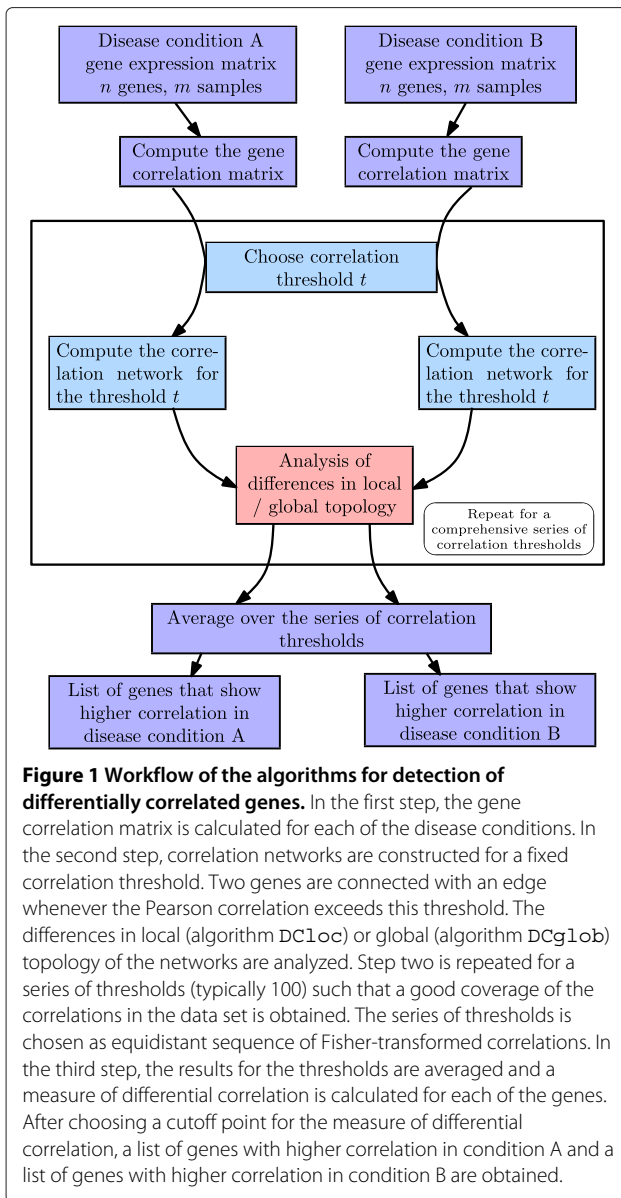 Disease condition A
gene expression matrix
n genes, m samples
Disease condition B
gene expression matrix
n genes, m samples
Compute the gene
correlation matrix
Compute the gene
correlation matrix
Choose correlation
threshold t
Compute the corre-
lation network for
the threshold t
Compute the corre-
lation network for
the threshold t
Analysis of
differences in local
/ global topology
Repeat for a
comprehensive series of
correlation thresholds
Average over the series of correlation
thresholds
List of genes that show
higher correlation in
disease condition A
List of genes that show
higher correlation in
disease condition B
Figure 1 Workflow of the algorithms for detection of
differentially correlated genes. In the first step, the gene
correlation matrix is calculated for each of the disease conditions. In
the second step, correlation networks are constructed for a fixed
correlation threshold. Two genes are connected with an edge
whenever the Pearson correlation exceeds this threshold. The
differences in local (algorithm DCloc) or global (algorithm DCglob)
topology of the networks are analyzed. Step two is repeated for a
series of thresholds (typically 100) such that a good coverage of the
correlations in the data set is obtained. The series of thresholds is
chosen as equidistant sequence of Fisher-transformed correlations. In
the third step, the results for the thresholds are averaged and a
measure of differential correlation is calculated for each of the genes.
After choosing a cutoff point for the measure of differential
correlation, a list of genes with higher correlation in condition A and a
list of genes with higher correlation in condition B are obtained.